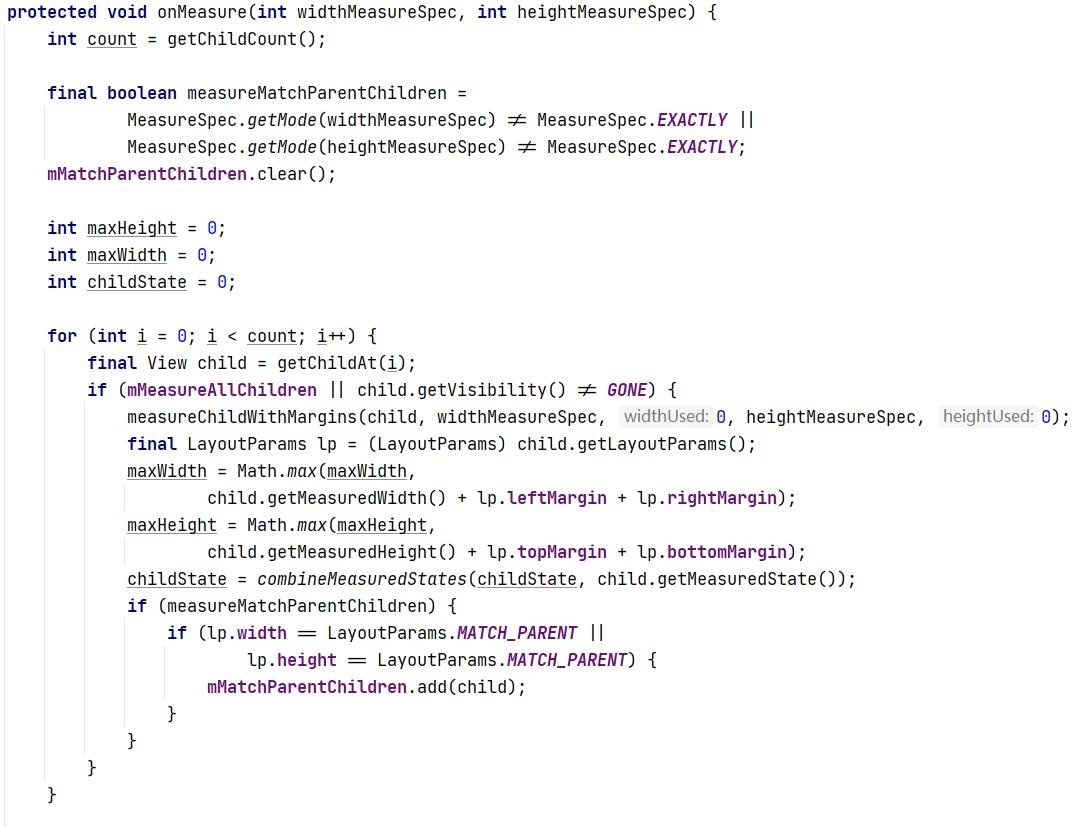 protected void onMeasure(int widthMeasureSpec, int heightMeasureSpec) {
    int count = getChildCount();

    final boolean measureMatchParentChildren =
            MeasureSpec.getMode(widthMeasureSpec) != MeasureSpec.EXACTLY ||
            MeasureSpec.getMode(heightMeasureSpec) != MeasureSpec.EXACTLY;
    mMatchParentChildren.clear();

    int maxHeight = 0;
    int maxWidth = 0;
    int childState = 0;

    for (int i = 0; i < count; i++) {
        final View child = getChildAt(i);
        if (mMeasureAllChildren || child.getVisibility() != GONE) {
            measureChildWithMargins(child, widthMeasureSpec, widthUsed: 0, heightMeasureSpec, heightUsed: 0);
            final LayoutParams lp = (LayoutParams) child.getLayoutParams();
            maxWidth = Math.max(maxWidth,
                    child.getMeasuredWidth() + lp.leftMargin + lp.rightMargin);
            maxHeight = Math.max(maxHeight,
                    child.getMeasuredHeight() + lp.topMargin + lp.bottomMargin);
            childState = combineMeasuredStates(childState, child.getMeasuredState());
            if (measureMatchParentChildren) {
                if (lp.width == LayoutParams.MATCH_PARENT ||
                        lp.height == LayoutParams.MATCH_PARENT) {
                    mMatchParentChildren.add(child);
                }
            }
        }
    }